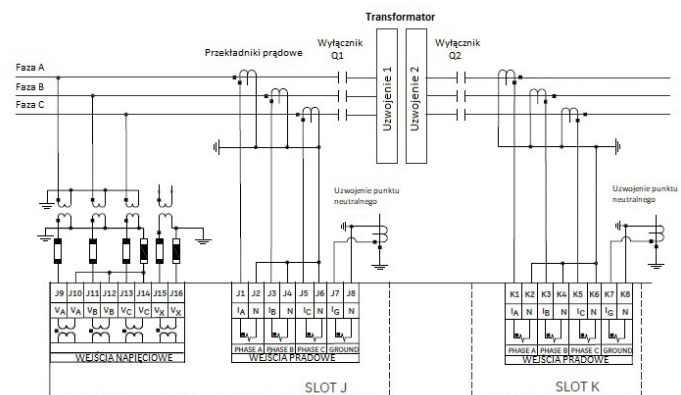 Transformator
Przekładniki prądowe
Wyłącznik
Q1
Wyłącznik
Q2
Faza A
Faza B
Faza C
Uzwojenie 1
Uzwojenie 2
Uzwojenie punktu
neutralnego
Uzwojenie punktu
neutralnego
J9 J10 J11 J12 J13 J14 J15 J16
VA VA VB VB VC VC VX VX
WEJŚCIA NAPIĘCIOWE
J1 J2 J3 J4 J5 J6 J7 J8
IA N IB N IC N IG N
PHASE A PHASE B PHASE C GROUND
WEJŚCIA PRĄDOWE
SLOT J
K1 K2 K3 K4 K5 K6 K7 K8
IA N IB N IC N IG N
PHASE A PHASE B PHASE C GROUND
WEJŚCIA PRĄDOWE
SLOT K